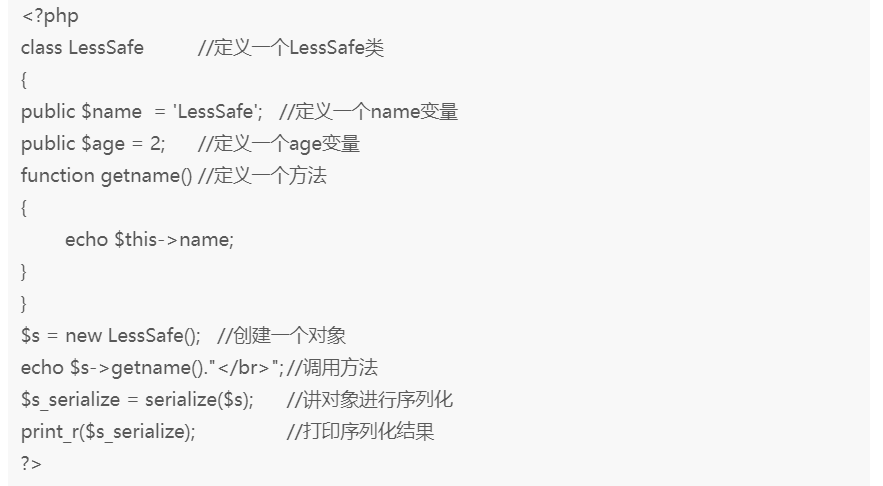 <?php
class LessSafe //定义一个LessSafe类
{
public $name = 'LessSafe'; //定义一个name变量
public $age = 2; //定义一个age变量
function getname() //定义一个方法
{
echo $this->name;
}
}
$s = new LessSafe(); //创建一个对象
echo $s->getname()."</br>"; //调用方法
$s_serialize = serialize($s); //讲对象进行序列化
print_r($s_serialize); //打印序列化结果
?>